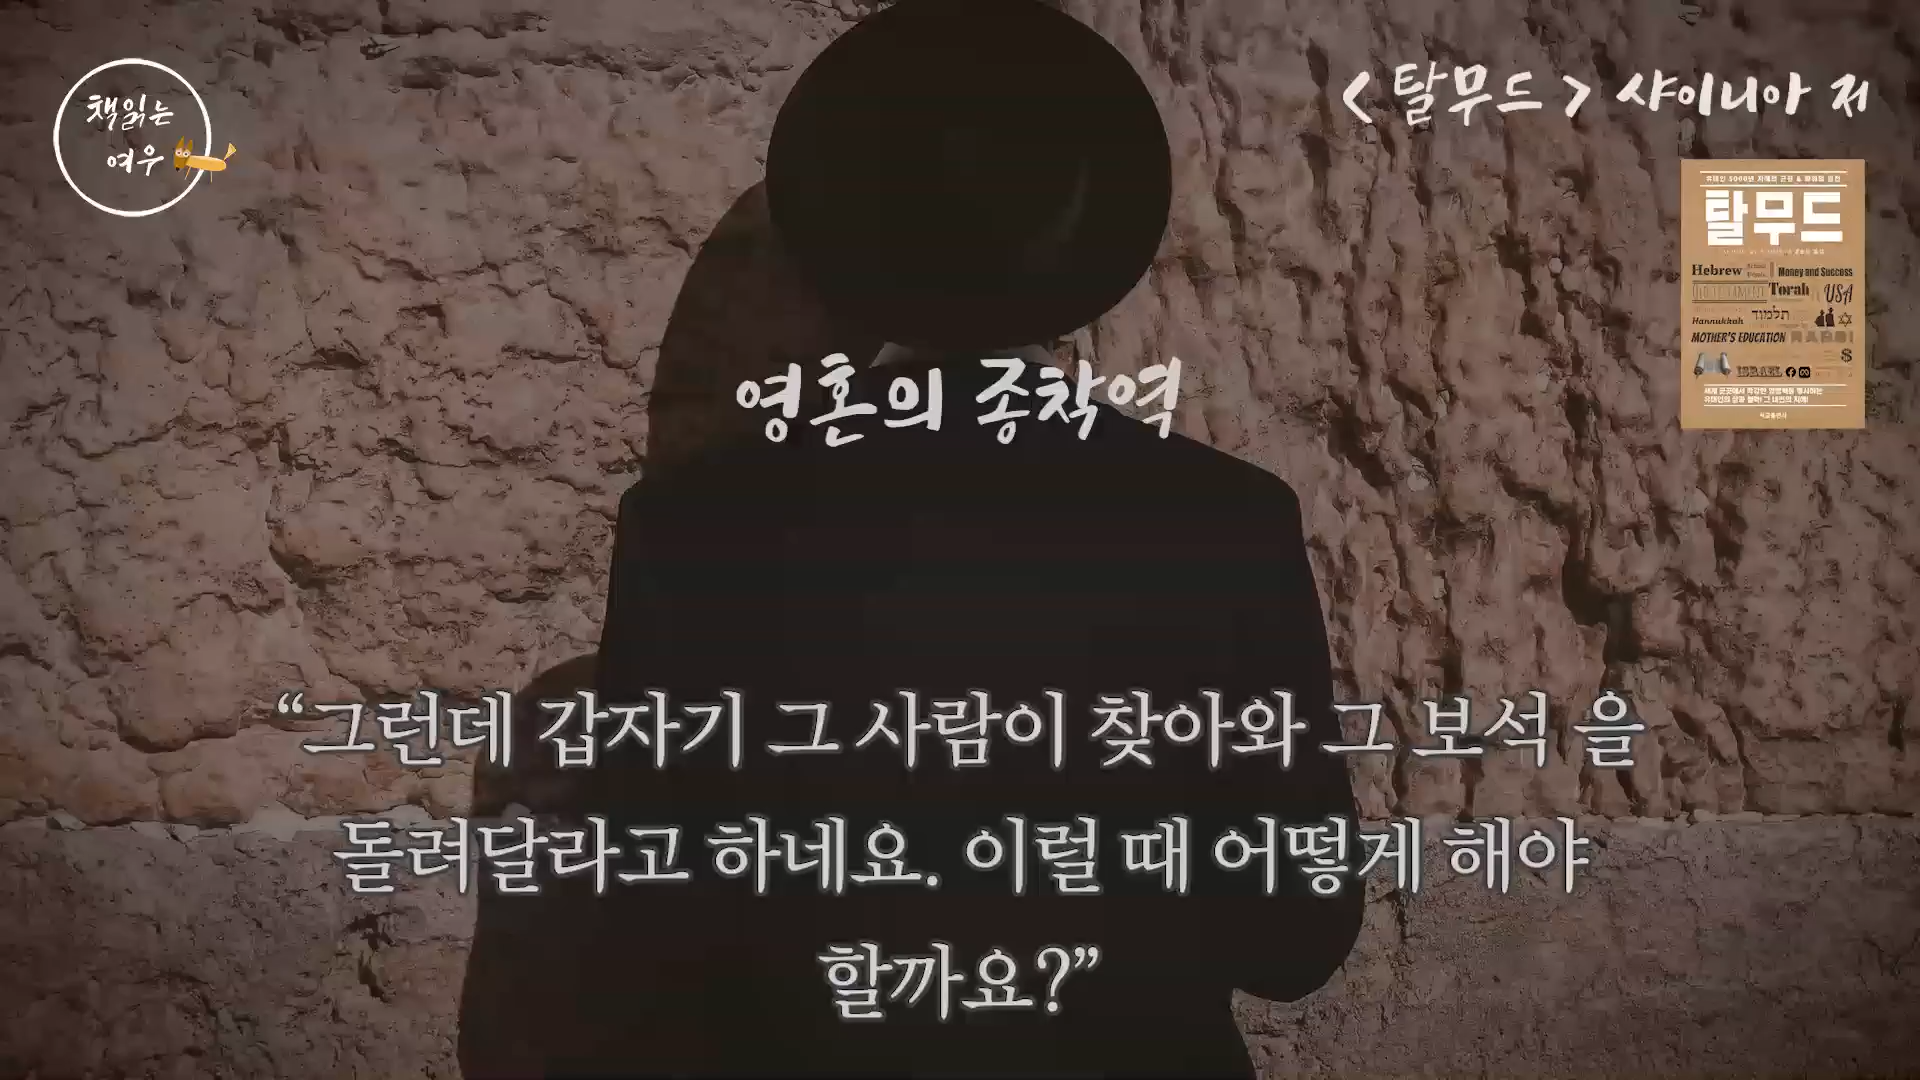 책읽는
여우
< 탈무드 > 샤이니아 저
탈무드
Hebrew
Money and Success
Torah
USA
Hannukkah
תלמוד
MOTHER'S EDUCATION
RABBI
ISRAEL
$
영혼의 종착역
“그런데 갑자기 그 사람이 찾아와 그 보석 을
돌려달라고 하네요. 이럴 때 어떻게 해야
할까요?”